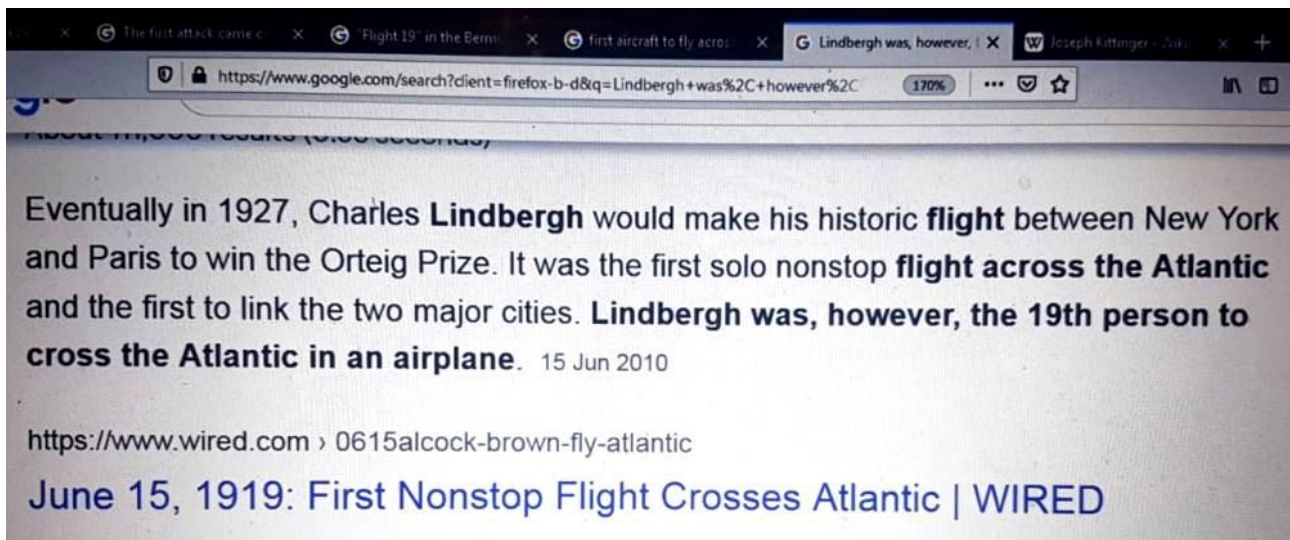 The first attack came c
"Flight 19" in the Berm
first aircraft to fly acros
Lindbergh was, however,
Joseph Kittinger -
https://www.google.com/search?client=firefox-b-d&q=Lindbergh+was%2C+however%2C
170%
Eventually in 1927, Charles Lindbergh would make his historic flight between New York
and Paris to win the Orteig Prize. It was the first solo nonstop flight across the Atlantic
and the first to link the two major cities. Lindbergh was, however, the 19th person to
cross the Atlantic in an airplane. 15 Jun 2010
https://www.wired.com › 0615alcock-brown-fly-atlantic
June 15, 1919: First Nonstop Flight Crosses Atlantic | WIRED